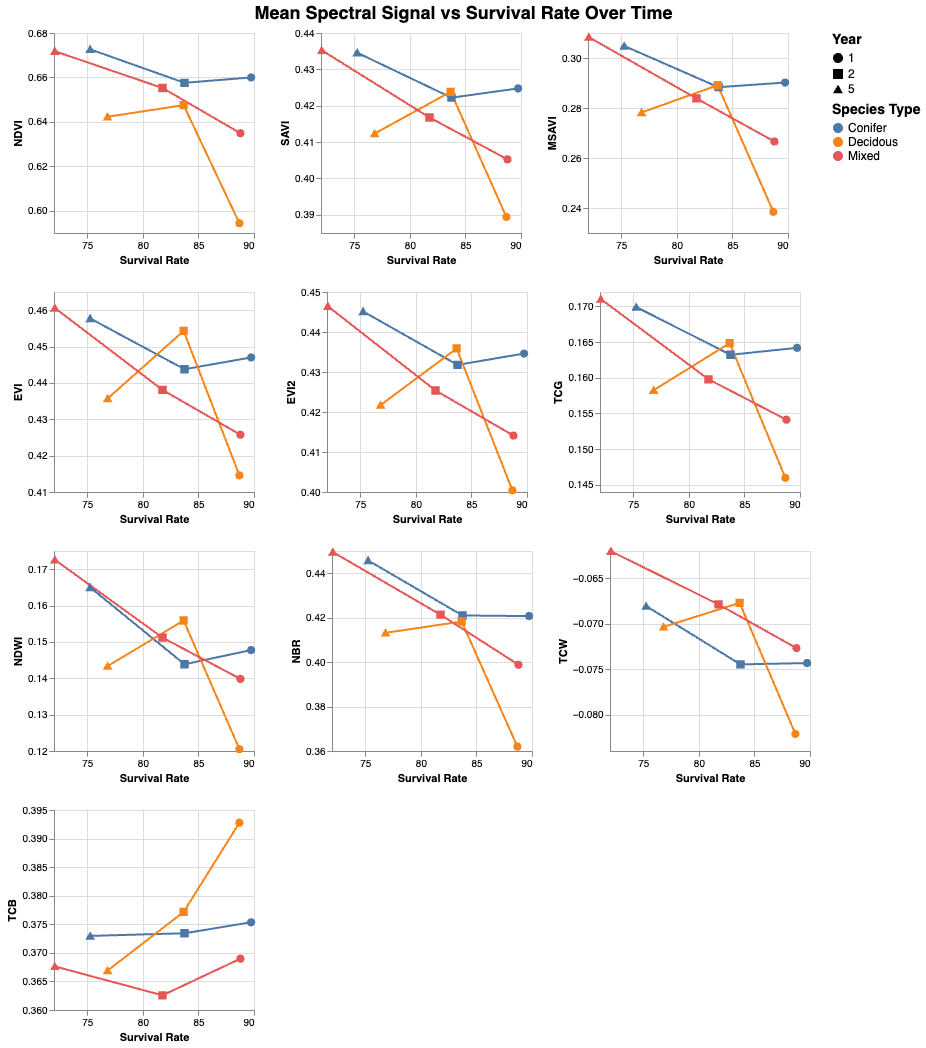 Mean Spectral Signal vs Survival Rate Over Time
0.68
0.66
0.64
0.62
0.60
NDVI
75 80 85 90
Survival Rate
0.44
0.43
0.42
0.41
0.40
0.39
SAVI
75 80 85 90
Survival Rate
0.30
0.28
0.26
0.24
MSAVI
75 80 85 90
Survival Rate
Year
1
2
5
Species Type
Conifer
Decidous
Mixed
0.46
0.45
0.44
0.43
0.42
0.41
EVI
75 80 85 90
Survival Rate
0.45
0.44
0.43
0.42
0.41
0.40
EVI2
75 80 85 90
Survival Rate
0.170
0.165
0.160
0.155
0.150
0.145
TCG
75 80 85 90
Survival Rate
0.17
0.16
0.15
0.14
0.13
0.12
NDWI
75 80 85 90
Survival Rate
0.44
0.42
0.40
0.38
0.36
NBR
75 80 85 90
Survival Rate
−0.065
−0.070
−0.075
−0.080
TCW
75 80 85 90
Survival Rate
0.395
0.390
0.385
0.380
0.375
0.370
0.365
0.360
TCB
75 80 85 90
Survival Rate